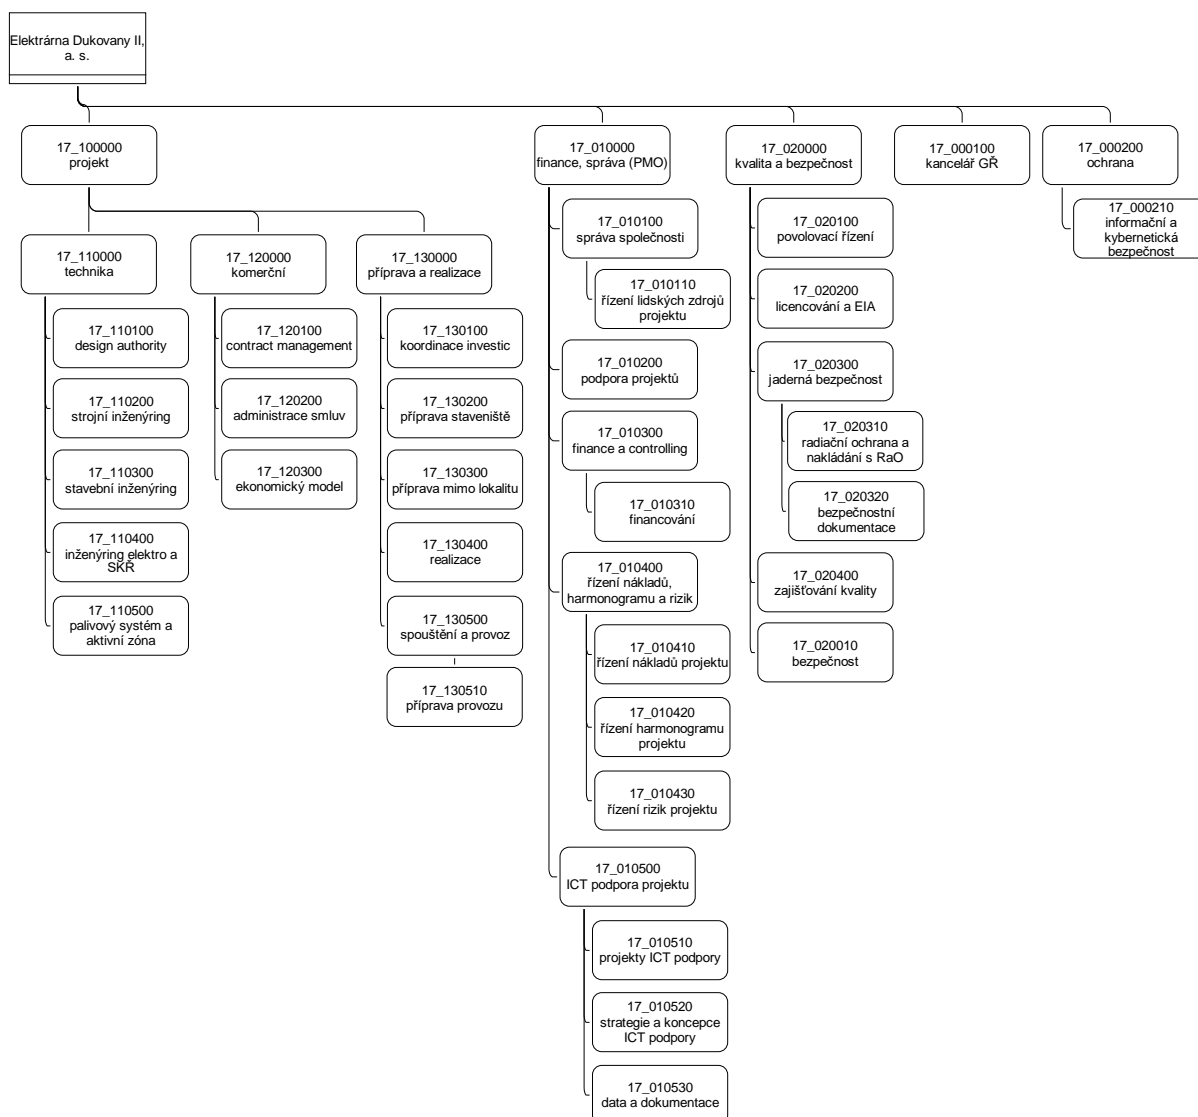 Elektrárna Dukovany II,
a. s.
17_100000
projekt
17_110000
technika
17_110100
design authority
17_110200
strojní inženýring
17_110300
stavební inženýring
17_110400
inženýring elektro a
SKŘ
17_110500
palivový systém a
aktivní zóna
17_120000
komerční
17_120100
contract management
17_120200
administrace smluv
17_120300
ekonomický model
17_130000
příprava a realizace
17_130100
koordinace investic
17_130200
příprava staveniště
17_130300
příprava mimo lokalitu
17_130400
realizace
17_130500
spouštění a provoz
17_130510
příprava provozu
17_010000
finance, správa (PMO)
17_010100
správa společnosti
17_010110
řízení lidských zdrojů
projektu
17_010200
podpora projektů
17_010300
finance a controlling
17_010310
financování
17_010400
řízení nákladů,
harmonogramu a rizik
17_010410
řízení nákladů projektu
17_010420
řízení harmonogramu
projektu
17_010430
řízení rizik projektu
17_010500
ICT podpora projektu
17_010510
projekty ICT podpory
17_010520
strategie a koncepce
ICT podpory
17_010530
data a dokumentace
17_020000
kvalita a bezpečnost
17_020100
povolovací řízení
17_020200
licencování a EIA
17_020300
jaderná bezpečnost
17_020310
radiační ochrana a
nakládání s RaO
17_020320
bezpečnostní
dokumentace
17_020400
zajišťování kvality
17_020010
bezpečnost
17_000100
kancelář GŘ
17_000200
ochrana
17_000210
informační a
kybernetická
bezpečnost